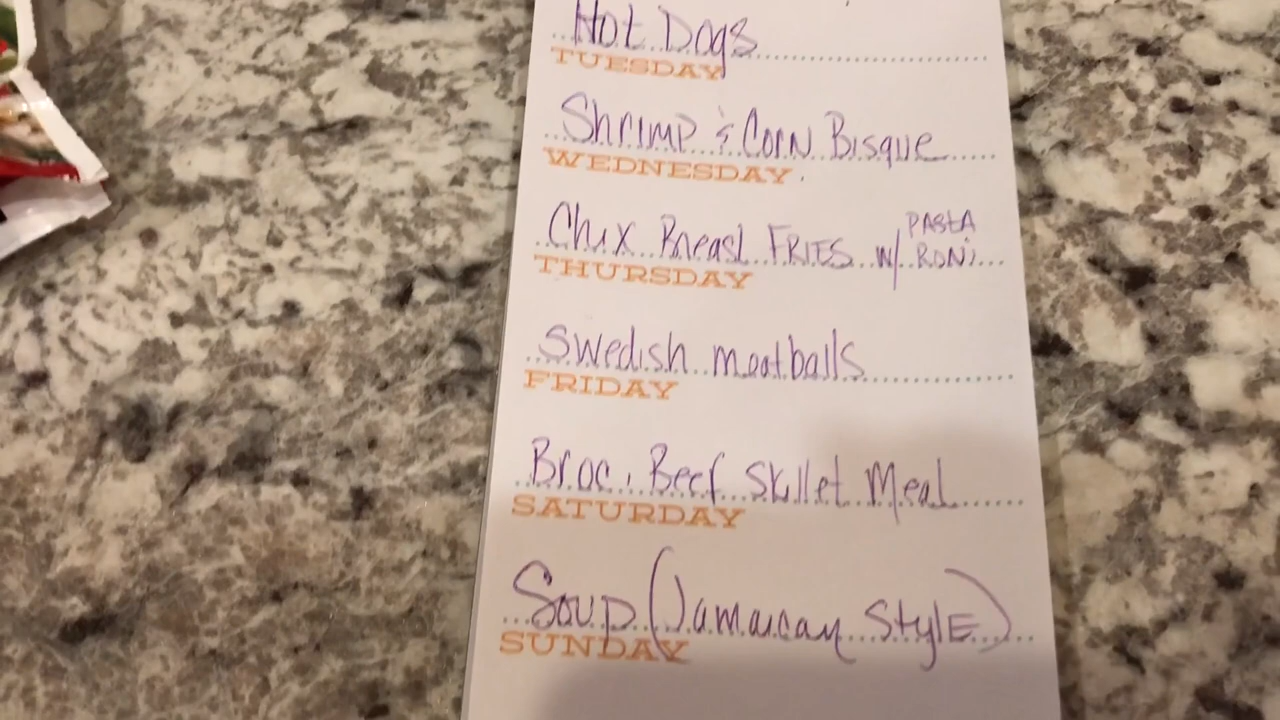 Hot Dogs
TUESDAY
Shrimp & Corn Bisque
WEDNESDAY
Chix Breast FRIES w/ PASTA RONi
THURSDAY
Swedish meatballs
FRIDAY
Broc. Beef Skillet Meal
SATURDAY
Soup (Jamaican StylE)
SUNDAY